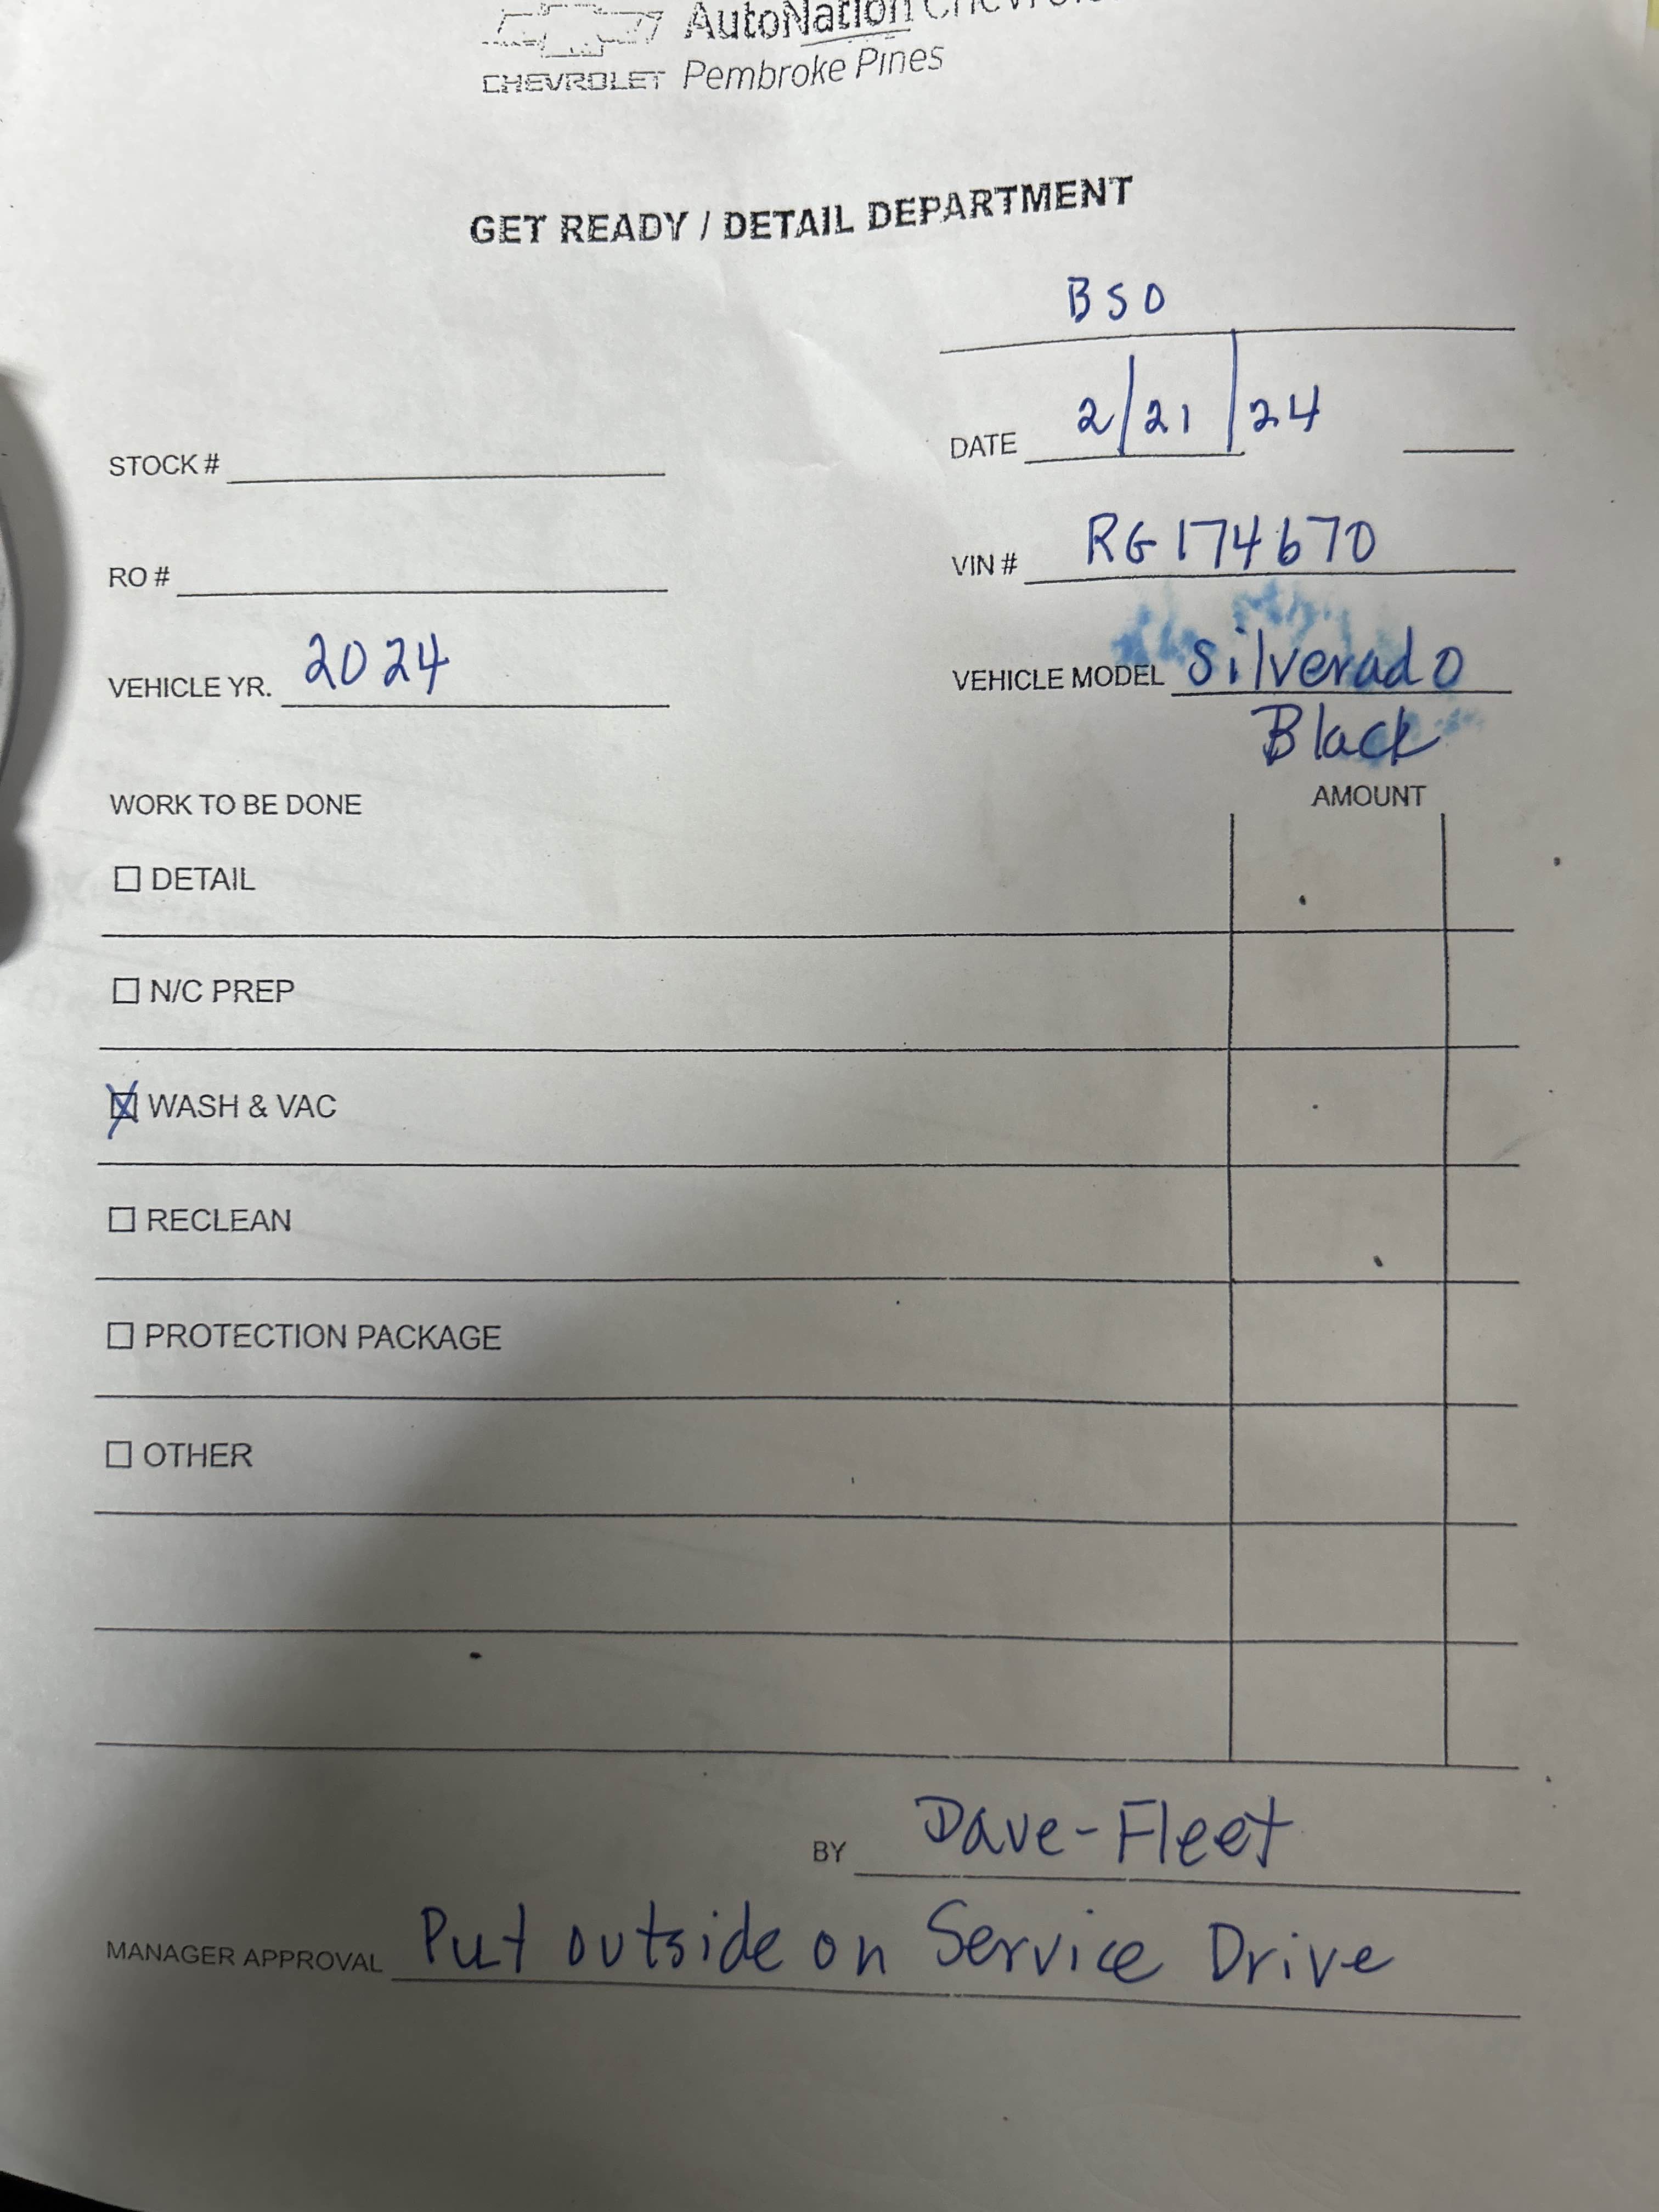 AutoNation Chevrolet
CHEVROLET Pembroke Pines
GET READY / DETAIL DEPARTMENT
BSO
STOCK # DATE 2/21/24
RO # VIN # RG174670
VEHICLE YR. 2024 VEHICLE MODEL Silverado
Black
WORK TO BE DONE AMOUNT
DETAIL
N/C PREP
X WASH & VAC
RECLEAN
PROTECTION PACKAGE
OTHER
BY Dave-Fleet
MANAGER APPROVAL Put outside on Service Drive